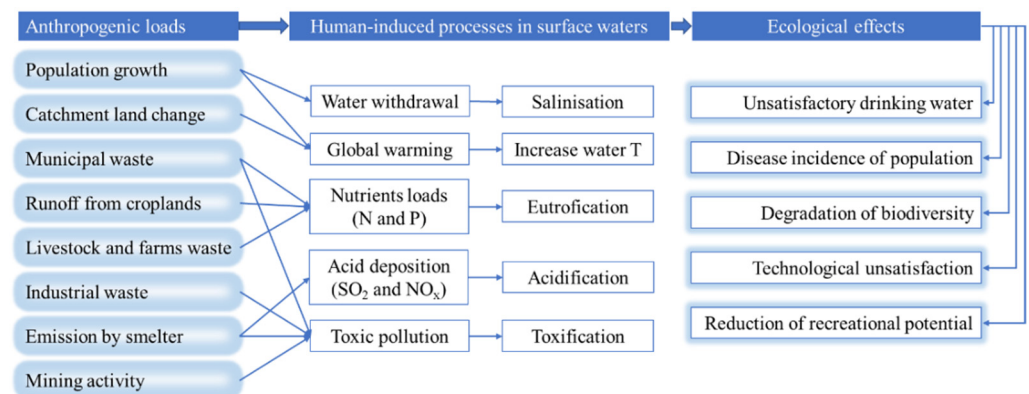 Anthropogenic loads
Human-induced processes in surface waters
Ecological effects
Population growth
Catchment land change
Municipal waste
Runoff from croplands
Livestock and farms waste
Industrial waste
Emission by smelter
Mining activity
Water withdrawal
Salinisation
Global warming
Increase water T
Nutrients loads
(N and P)
Eutrofication
Acid deposition
(SO₂ and NOₓ)
Acidification
Toxic pollution
Toxification
Unsatisfactory drinking water
Disease incidence of population
Degradation of biodiversity
Technological unsatisfaction
Reduction of recreational potential